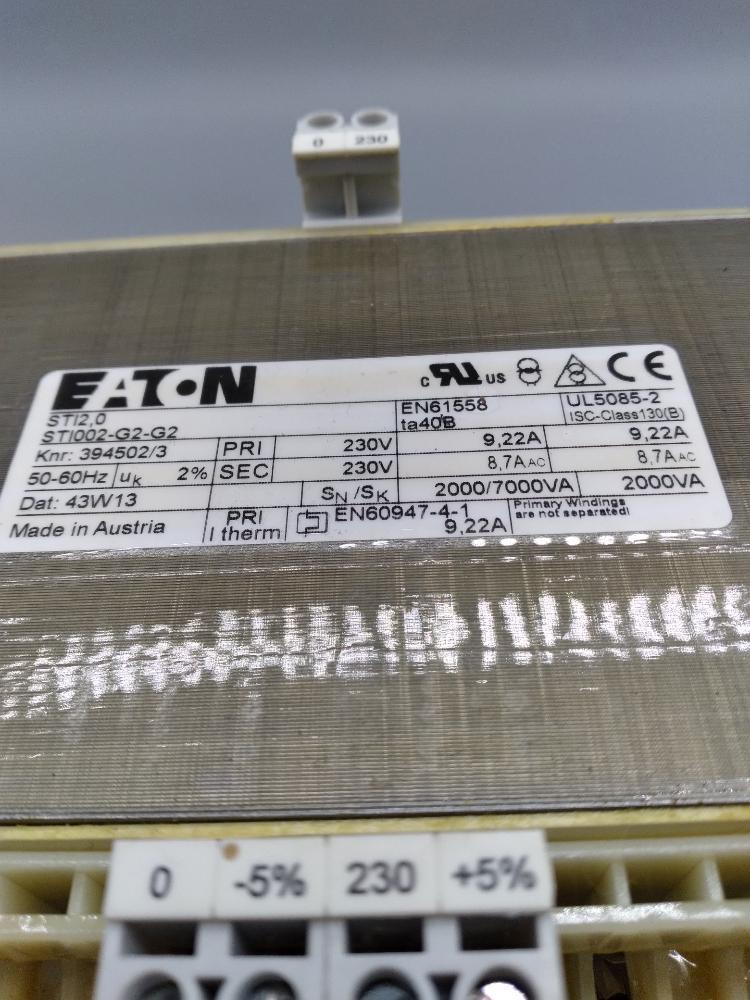 0 230
EATON
c RU us CE
STI2,0 EN61558 UL5085-2
STI002-G2-G2 ta40B ISC-Class130(B)
Knr: 394502/3 PRI 230V 9,22A 9,22A
50-60Hz uk 2% SEC 230V 8,7AAC 8,7AAC
Dat: 43W13 SN/SK 2000/7000VA 2000VA
Made in Austria PRI EN60947-4-1 Primary Windings
I therm 9,22A are not separated!
0 -5% 230 +5%